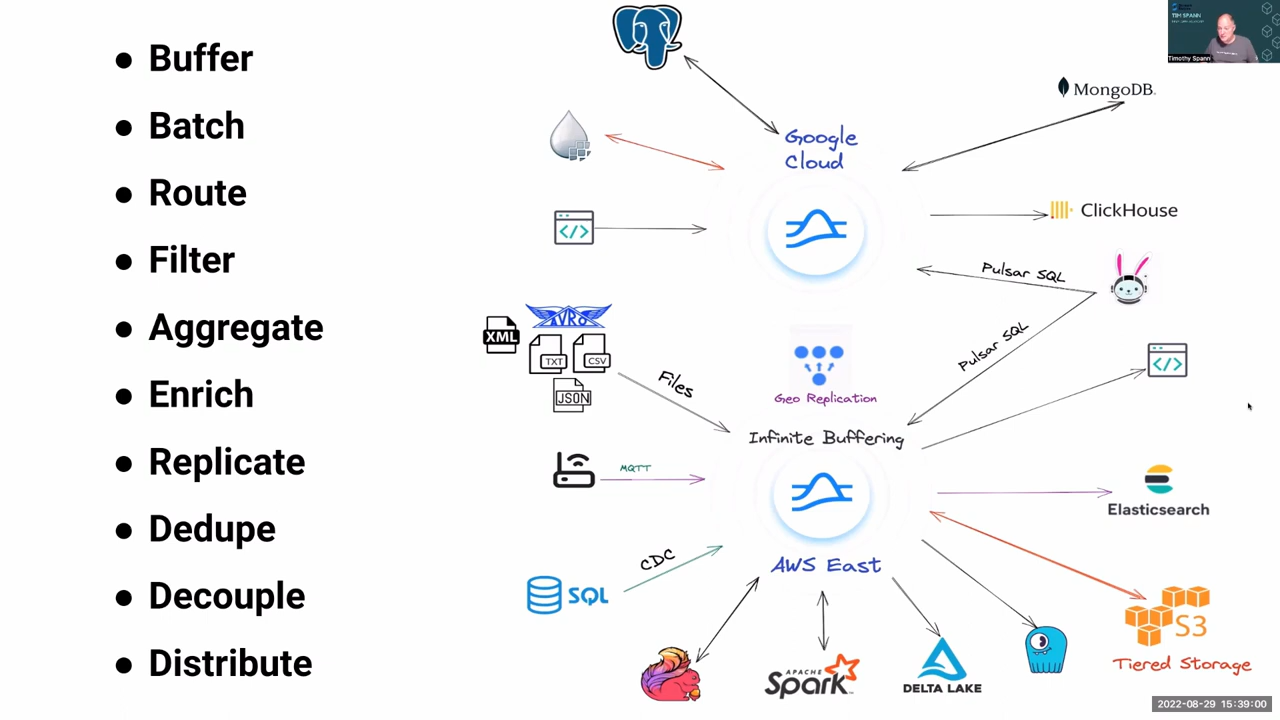 Buffer
Batch
Route
Filter
Aggregate
Enrich
Replicate
Dedupe
Decouple
Distribute
TIM SPANN
Timothy Spann
MongoDB.
Google
Cloud
</>
ClickHouse
Pulsar SQL
AVRO
XML
TXT
CSV
JSON
Files
Pulsar SQL
</>
Geo Replication
Infinite Buffering
MQTT
Elasticsearch
CDC
AWS East
SQL
S3
Tiered Storage
APACHE
Spark
DELTA LAKE
2022-08-29 15:39:00